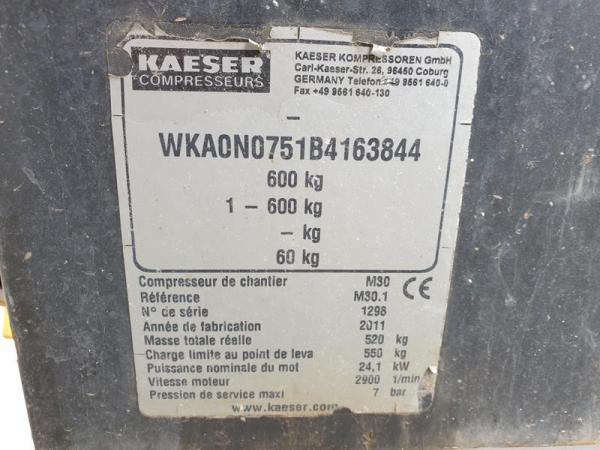 KAESER
COMPRESSEURS
KAESER KOMPRESSOREN GmbH
Carl-Kaeser-Str. 26, 96450 Coburg
GERMANY Telefon +49 9561 640-0
Fax +49 9561 640-130
–
WKA0N0751B4163844
600 kg
1 – 600 kg
– kg
60 kg
Compresseur de chantier M30 CE
Référence M30.1
N° de série 1298
Année de fabrication 2011
Masse totale réelle 520 kg
Charge limite au point de leva 550 kg
Puissance nominale du mot 24,1 kW
Vitesse moteur 2900 1/min
Pression de service maxi 7 bar
www.kaeser.com